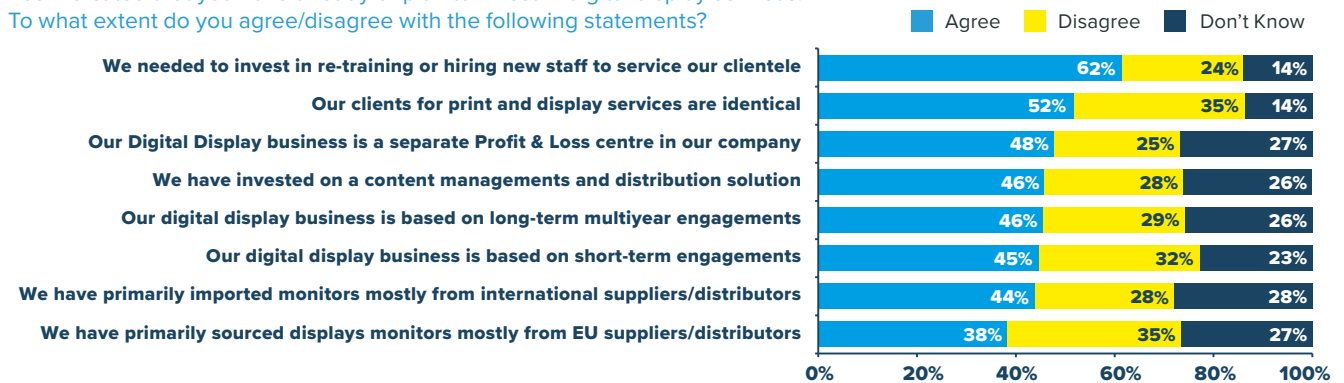 To what extent do you agree/disagree with the following statements?
Agree Disagree Don't Know
We needed to invest in re-training or hiring new staff to service our clientele 62% 24% 14%
Our clients for print and display services are identical 52% 35% 14%
Our Digital Display business is a separate Profit & Loss centre in our company 48% 25% 27%
We have invested on a content managements and distribution solution 46% 28% 26%
Our digital display business is based on long-term multiyear engagements 46% 29% 26%
Our digital display business is based on short-term engagements 45% 32% 23%
We have primarily imported monitors mostly from international suppliers/distributors 44% 28% 28%
We have primarily sourced displays monitors mostly from EU suppliers/distributors 38% 35% 27%
0% 20% 40% 60% 80% 100%